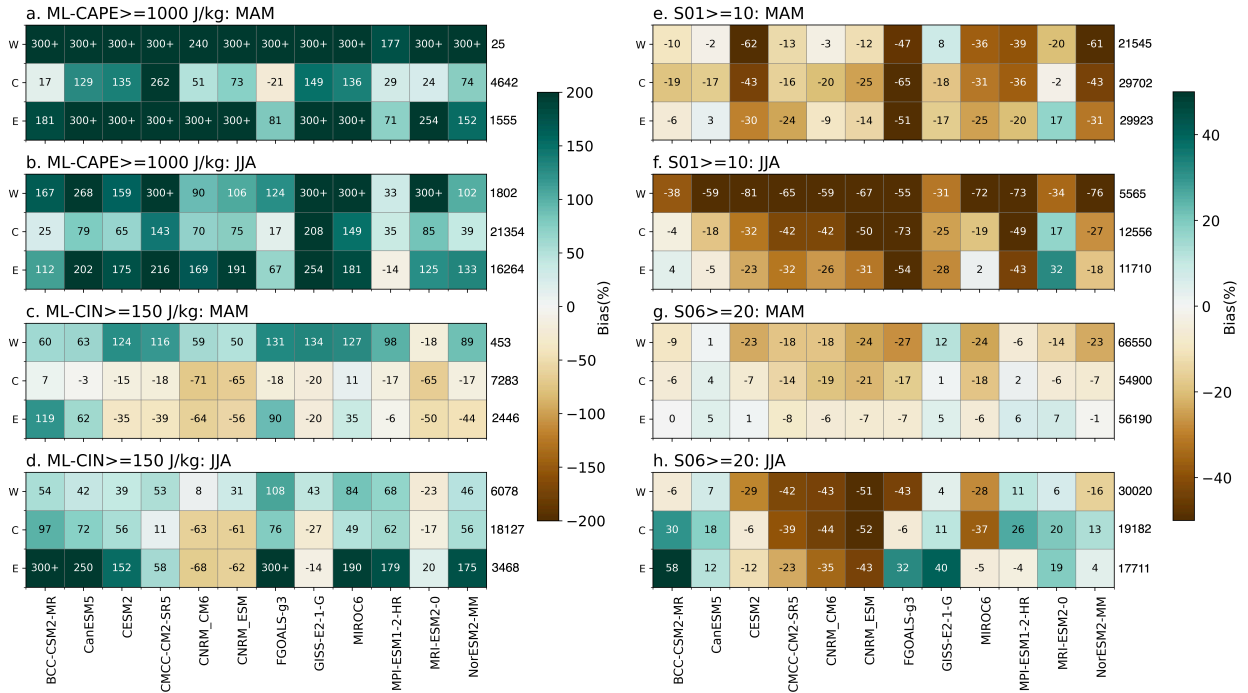 a. ML-CAPE>=1000 J/kg: MAM
W 300+ 300+ 300+ 300+ 240 300+ 300+ 300+ 300+ 177 300+ 300+ 25
C 17 129 135 262 51 73 -21 149 136 29 24 74 4642
E 181 300+ 300+ 300+ 300+ 300+ 81 300+ 300+ 71 254 152 1555
b. ML-CAPE>=1000 J/kg: JJA
W 167 268 159 300+ 90 106 124 300+ 300+ 33 300+ 102 1802
C 25 79 65 143 70 75 17 208 149 35 85 39 21354
E 112 202 175 216 169 191 67 254 181 -14 125 133 16264
c. ML-CIN>=150 J/kg: MAM
W 60 63 124 116 59 50 131 134 127 98 -18 89 453
C 7 -3 -15 -18 -71 -65 -18 -20 11 -17 -65 -17 7283
E 119 62 -35 -39 -64 -56 90 -20 35 -6 -50 -44 2446
d. ML-CIN>=150 J/kg: JJA
W 54 42 39 53 8 31 108 43 84 68 -23 46 6078
C 97 72 56 11 -63 -61 76 -27 49 62 -17 56 18127
E 300+ 250 152 58 -68 -62 300+ -14 190 179 20 175 3468
BCC-CSM2-MR
CanESM5
CESM2
CMCC-CM2-SR5
CNRM_CM6
CNRM_ESM
FGOALS-g3
GISS-E2-1-G
MIROC6
MPI-ESM1-2-HR
MRI-ESM2-0
NorESM2-MM
200
150
100
50
0
−50
−100
−150
−200
Bias(%)
e. S01>=10: MAM
W -10 -2 -62 -13 -3 -12 -47 8 -36 -39 -20 -61 21545
C -19 -17 -43 -16 -20 -25 -65 -18 -31 -36 -2 -43 29702
E -6 3 -30 -24 -9 -14 -51 -17 -25 -20 17 -31 29923
f. S01>=10: JJA
W -38 -59 -81 -65 -59 -67 -55 -31 -72 -73 -34 -76 5565
C -4 -18 -32 -42 -42 -50 -73 -25 -19 -49 17 -27 12556
E 4 -5 -23 -32 -26 -31 -54 -28 2 -43 32 -18 11710
g. S06>=20: MAM
W -9 1 -23 -18 -18 -24 -27 12 -24 -6 -14 -23 66550
C -6 4 -7 -14 -19 -21 -17 1 -18 2 -6 -7 54900
E 0 5 1 -8 -6 -7 -7 5 -6 6 7 -1 56190
h. S06>=20: JJA
W -6 7 -29 -42 -43 -51 -43 4 -28 11 6 -16 30020
C 30 18 -6 -39 -44 -52 -6 11 -37 26 20 13 19182
E 58 12 -12 -23 -35 -43 32 40 -5 -4 19 4 17711
BCC-CSM2-MR
CanESM5
CESM2
CMCC-CM2-SR5
CNRM_CM6
CNRM_ESM
FGOALS-g3
GISS-E2-1-G
MIROC6
MPI-ESM1-2-HR
MRI-ESM2-0
NorESM2-MM
40
20
0
−20
−40
Bias(%)